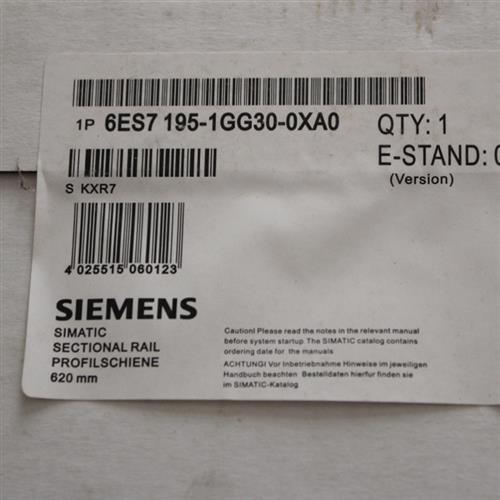 1P 6ES7 195-1GG30-0XA0
QTY: 1
E-STAND: 0
(Version)
S KXR7
4 025515 060123
SIEMENS
SIMATIC
SECTIONAL RAIL
PROFILSCHIENE
620 mm
Caution! Please read the notes in the relevant manual
before system startup The SIMATIC catalog contains
ordering date for the manuals
ACHTUNG! Vor Inbetriebnahme Hinweise im jeweiligen
Handbuch beachten Bestelldaten hierfur finden sie
im SIMATIC-Katalog